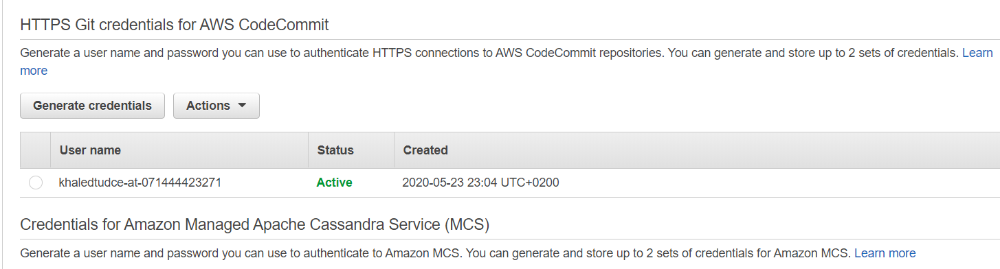 HTTPS Git credentials for AWS CodeCommit
Generate a user name and password you can use to authenticate HTTPS connections to AWS CodeCommit repositories. You can generate and store up to 2 sets of credentials. Learn
more
Generate credentials Actions
User name Status Created
khaledtudce-at-071444423271 Active 2020-05-23 23:04 UTC+0200
Credentials for Amazon Managed Apache Cassandra Service (MCS)
Generate a user name and password you can use to authenticate to Amazon MCS. You can generate and store up to 2 sets of credentials for Amazon MCS. Learn more